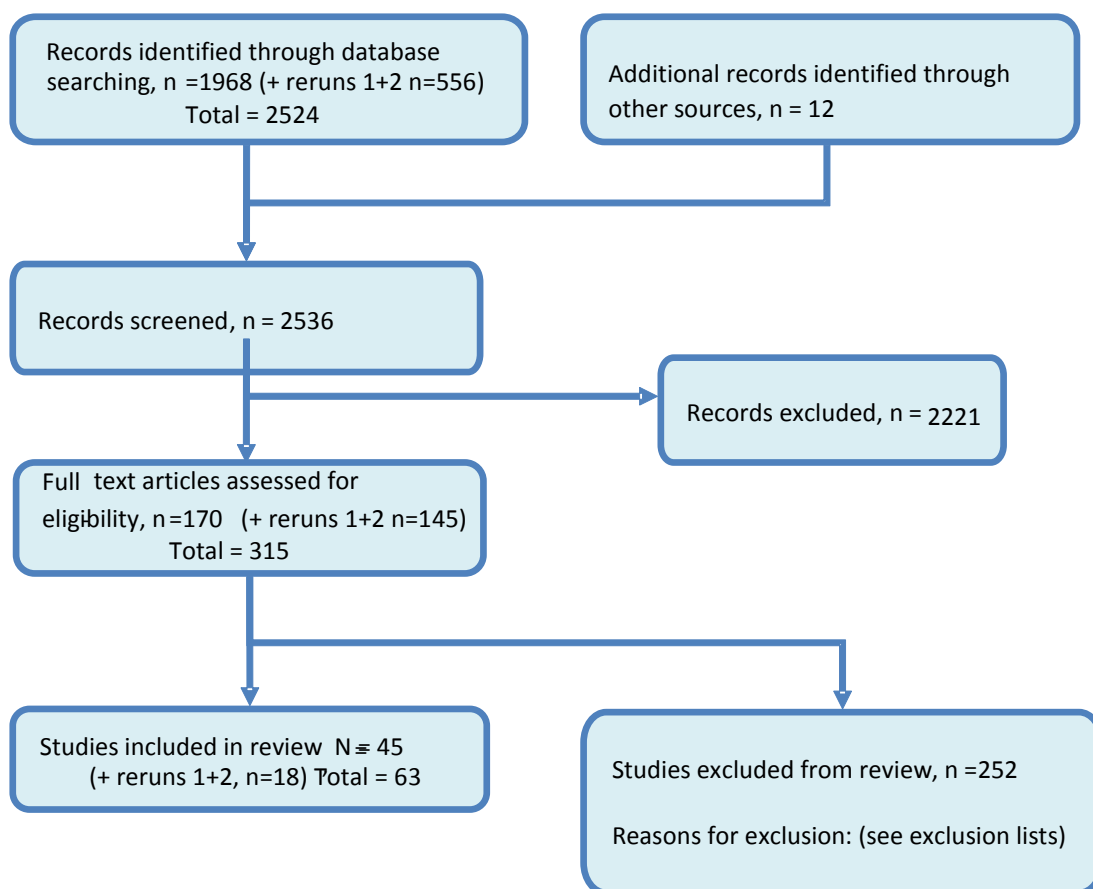 Records identified through database
searching, n =1968 (+ reruns 1+2 n=556)
Total = 2524
Additional records identified through
other sources, n = 12
Records screened, n = 2536
Records excluded, n = 2221
Full text articles assessed for
eligibility, n =170 (+ reruns 1+2 n=145)
Total = 315
Studies included in review N = 45
(+ reruns 1+2, n=18) Total = 63
Studies excluded from review, n =252
Reasons for exclusion: (see exclusion lists)